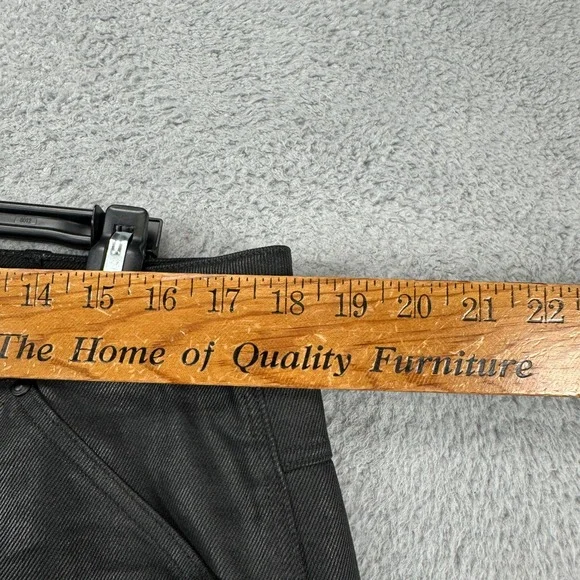 14 15 16 17 18 19 20 21 22
The Home of Quality Furniture